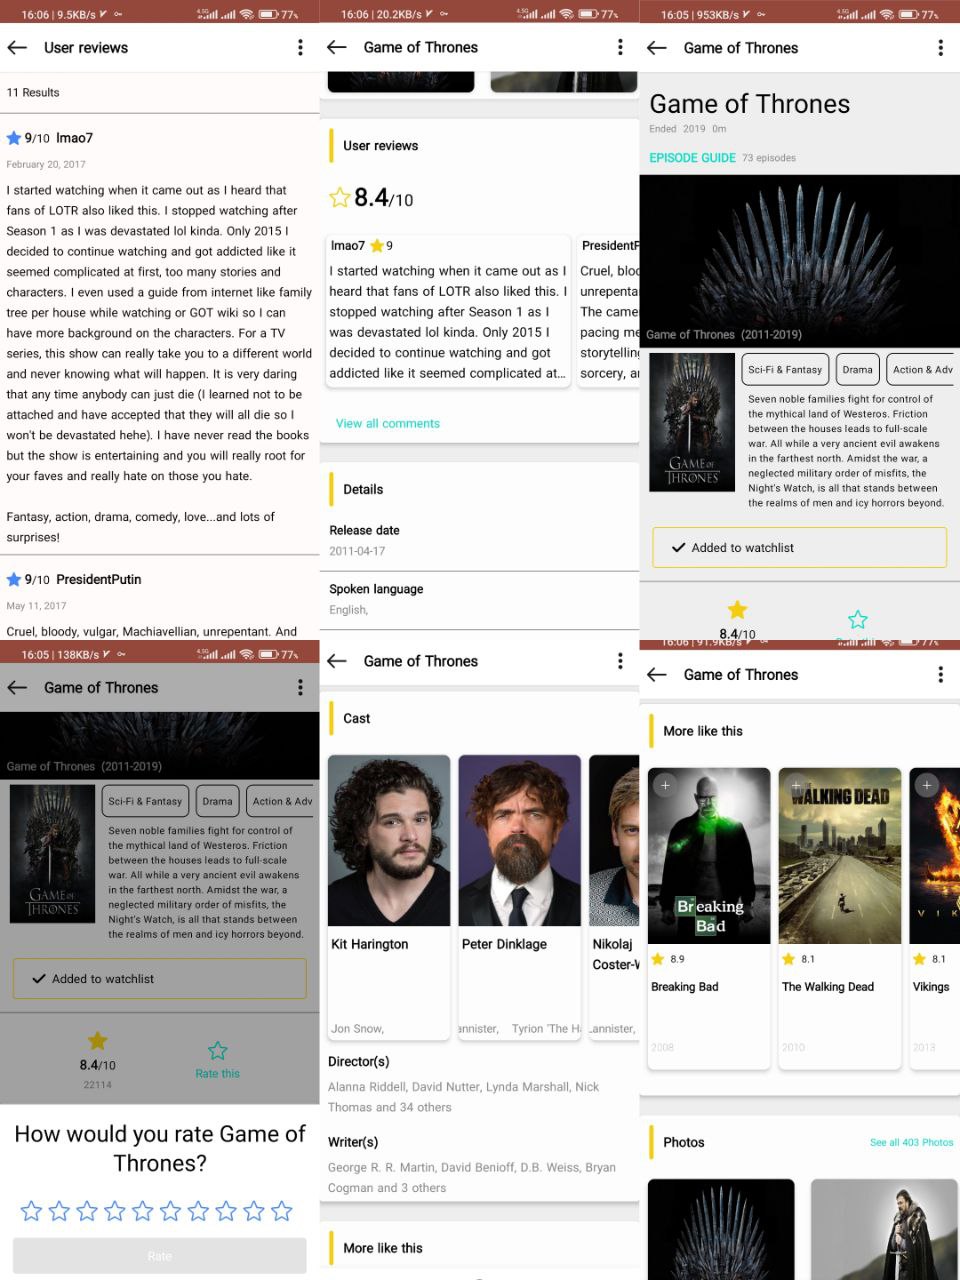 16:06 | 9.5KB/s
4.5G
77%
User reviews
11 Results
9/10 lmao7
February 20, 2017
I started watching when it came out as I heard that
fans of LOTR also liked this. I stopped watching after
Season 1 as I was devastated lol kinda. Only 2015 I
decided to continue watching and got addicted like it
seemed complicated at first, too many stories and
characters. I even used a guide from internet like family
tree per house while watching or GOT wiki so I can
have more background on the characters. For a TV
series, this show can really take you to a different world
and never knowing what will happen. It is very daring
that any time anybody can just die (I learned not to be
attached and have accepted that they will all die so I
won't be devastated hehe). I have never read the books
but the show is entertaining and you will really root for
your faves and really hate on those you hate.
Fantasy, action, drama, comedy, love...and lots of
surprises!
9/10 PresidentPutin
May 11, 2017
Cruel, bloody, vulgar, Machiavellian, unrepentant. And
16:06 | 20.2KB/s
4.5G
77%
Game of Thrones
User reviews
8.4/10
lmao7 9
I started watching when it came out as I
heard that fans of LOTR also liked this. I
stopped watching after Season 1 as I
was devastated lol kinda. Only 2015 I
decided to continue watching and got
addicted like it seemed complicated at...
PresidentP
Cruel, bloo
unrepenta
The came
pacing me
storytelling
sorcery, a
View all comments
Details
Release date
2011-04-17
Spoken language
English,
16:05 | 953KB/s
4.5G
77%
Game of Thrones
Game of Thrones
Ended 2019 0m
EPISODE GUIDE 73 episodes
Game of Thrones (2011-2019)
GAME OF
THRONES
Sci-Fi & Fantasy
Drama
Action & Adv
Seven noble families fight for control of
the mythical land of Westeros. Friction
between the houses leads to full-scale
war. All while a very ancient evil awakens
in the farthest north. Amidst the war, a
neglected military order of misfits, the
Night's Watch, is all that stands between
the realms of men and icy horrors beyond.
Added to watchlist
8.4/10
16:05 | 138KB/s
4.5G
77%
Game of Thrones
Game of Thrones (2011-2019)
GAME OF
THRONES
Sci-Fi & Fantasy
Drama
Action & Adv
Seven noble families fight for control of
the mythical land of Westeros. Friction
between the houses leads to full-scale
war. All while a very ancient evil awakens
in the farthest north. Amidst the war, a
neglected military order of misfits, the
Night's Watch, is all that stands between
the realms of men and icy horrors beyond.
Added to watchlist
8.4/10
22114
Rate this
How would you rate Game of
Thrones?
Rate
Game of Thrones
Cast
Kit Harington
Jon Snow,
Peter Dinklage
annister, Tyrion 'The Ha
Nikolaj
Coster-W
Lannister,
Director(s)
Alanna Riddell, David Nutter, Lynda Marshall, Nick
Thomas and 34 others
Writer(s)
George R. R. Martin, David Benioff, D.B. Weiss, Bryan
Cogman and 3 others
More like this
16:06 | 91.9KB/s
77%
Game of Thrones
More like this
Breaking
Bad
8.9
Breaking Bad
2008
WALKING DEAD
8.1
The Walking Dead
2010
VIK
8.1
Vikings
2013
Photos
See all 403 Photos